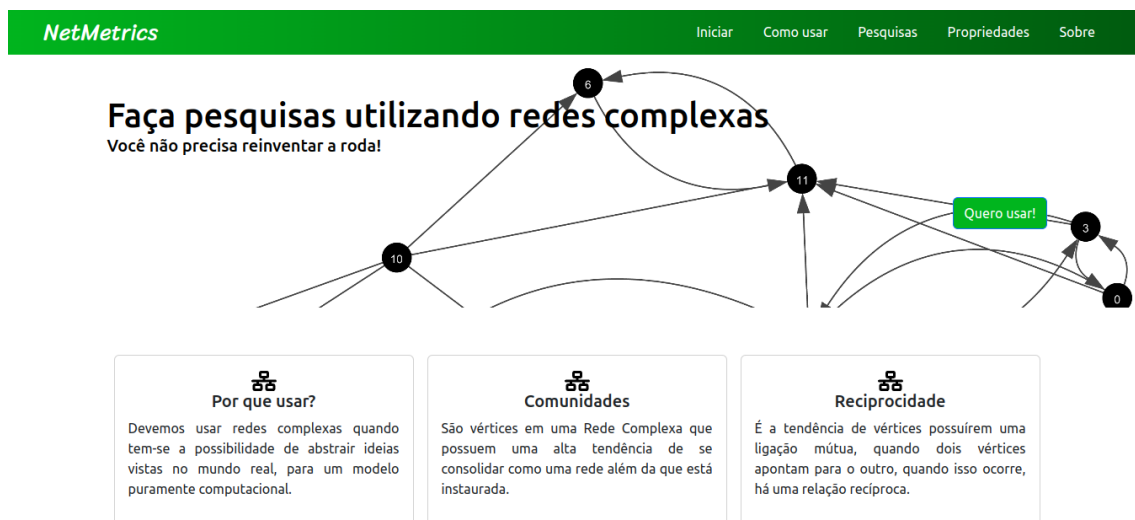 NetMetrics
Iniciar Como usar Pesquisas Propriedades Sobre
6
Faça pesquisas utilizando redes complexas
Você não precisa reinventar a roda!
11
Quero usar!
3
10
0
Por que usar?
Devemos usar redes complexas quando
tem-se a possibilidade de abstrair ideias
vistas no mundo real, para um modelo
puramente computacional.
Comunidades
São vértices em uma Rede Complexa que
possuem uma alta tendência de se
consolidar como uma rede além da que está
instaurada.
Reciprocidade
É a tendência de vértices possuírem uma
ligação mútua, quando dois vértices
apontam para o outro, quando isso ocorre,
há uma relação recíproca.